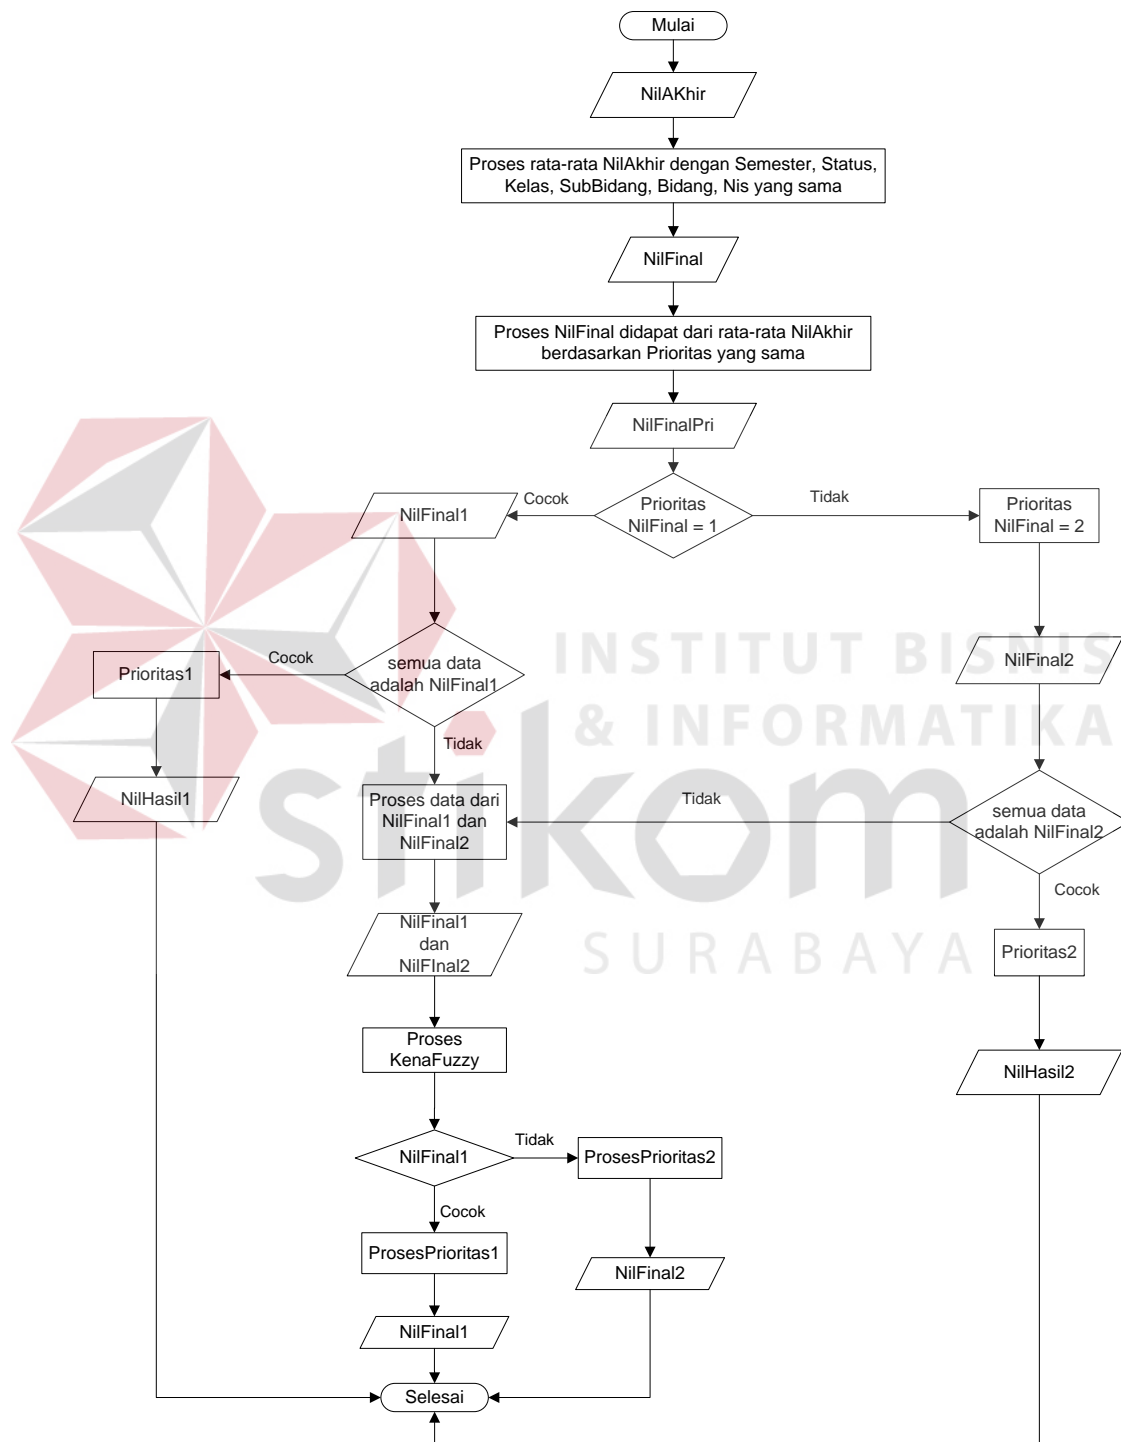 Mulai
NilAKhir
Proses rata-rata NilAkhir dengan Semester, Status,
Kelas, SubBidang, Bidang, Nis yang sama
NilFinal
Proses NilFinal didapat dari rata-rata NilAkhir
berdasarkan Prioritas yang sama
NilFinalPri
Prioritas
NilFinal = 1
Cocok
Tidak
NilFinal1
Prioritas
NilFinal = 2
semua data
adalah NilFinal1
Cocok
Tidak
Prioritas1
NilHasil1
NilFinal2
INSTITUT BISNIS
& INFORMATIKA
stikom
SURABAYA
Proses data dari
NilFinal1 dan
NilFinal2
Tidak
semua data
adalah NilFinal2
Cocok
NilFinal1
dan
NilFInal2
Prioritas2
Proses
KenaFuzzy
NilHasil2
NilFinal1
Tidak
ProsesPrioritas2
Cocok
ProsesPrioritas1
NilFinal2
NilFinal1
Selesai